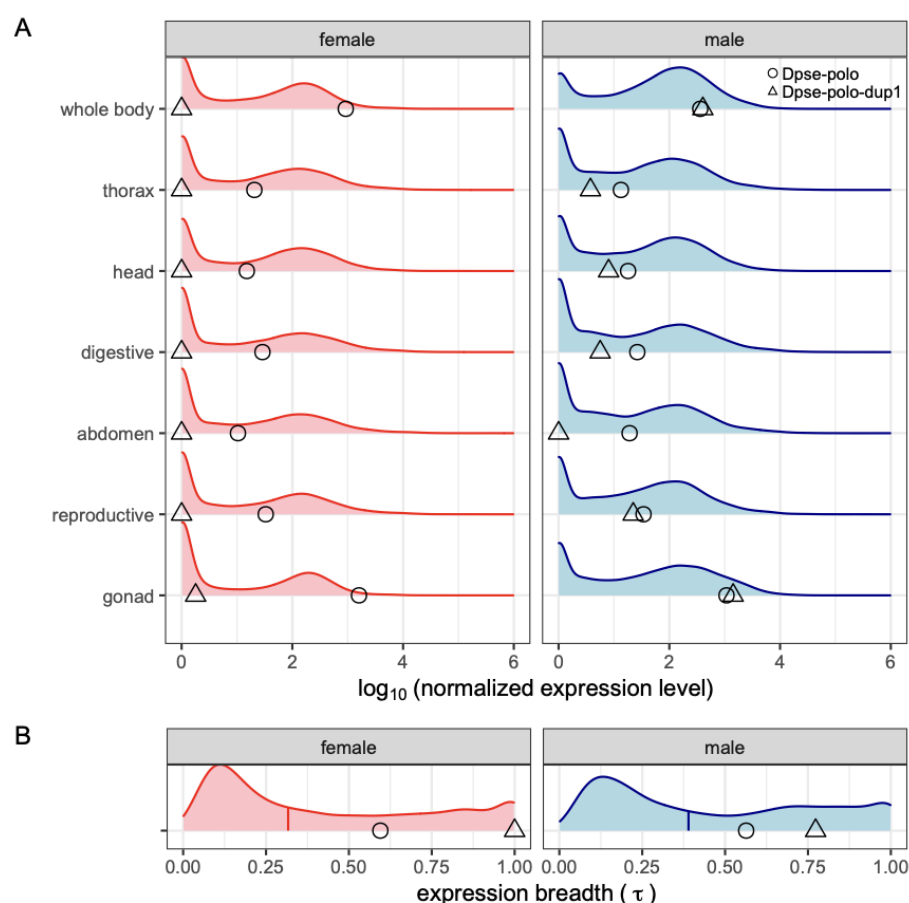 A
female
male
Dpse-polo
Dpse-polo-dup1
whole body
thorax
head
digestive
abdomen
reproductive
gonad
0 2 4 6
0 2 4 6
log₁₀ (normalized expression level)
B
female
male
0.00 0.25 0.50 0.75 1.00
0.00 0.25 0.50 0.75 1.00
expression breadth ( τ )